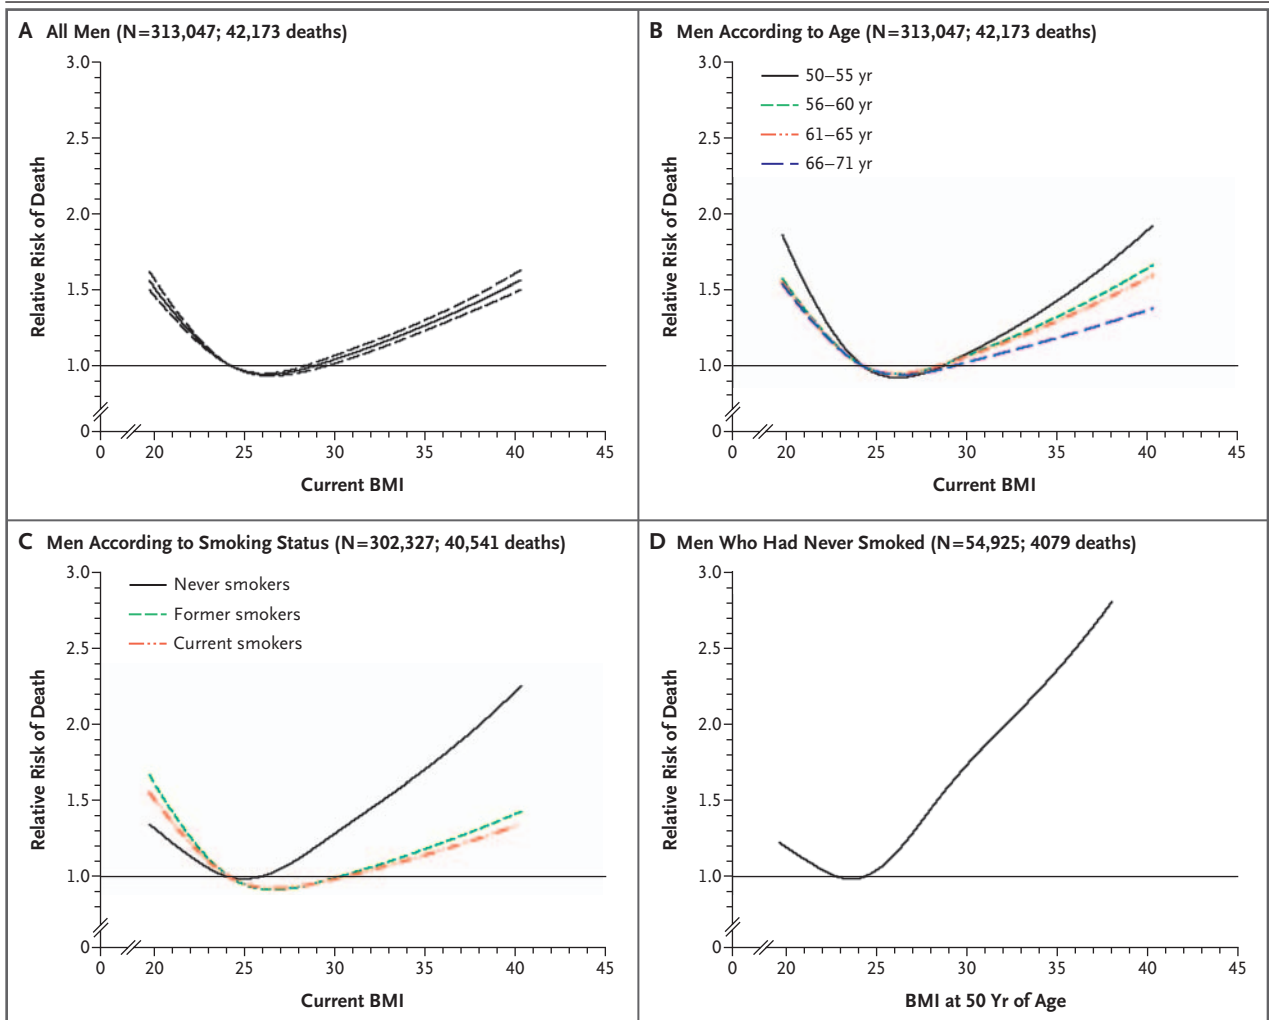 A All Men (N=313,047; 42,173 deaths)
3.0
2.5
2.0
1.5
1.0
0
Relative Risk of Death
0 20 25 30 35 40 45
Current BMI
B Men According to Age (N=313,047; 42,173 deaths)
50–55 yr
56–60 yr
61–65 yr
66–71 yr
3.0
2.5
2.0
1.5
1.0
0
Relative Risk of Death
0 20 25 30 35 40 45
Current BMI
C Men According to Smoking Status (N=302,327; 40,541 deaths)
Never smokers
Former smokers
Current smokers
3.0
2.5
2.0
1.5
1.0
0
Relative Risk of Death
0 20 25 30 35 40 45
Current BMI
D Men Who Had Never Smoked (N=54,925; 4079 deaths)
3.0
2.5
2.0
1.5
1.0
0
Relative Risk of Death
0 20 25 30 35 40 45
BMI at 50 Yr of Age